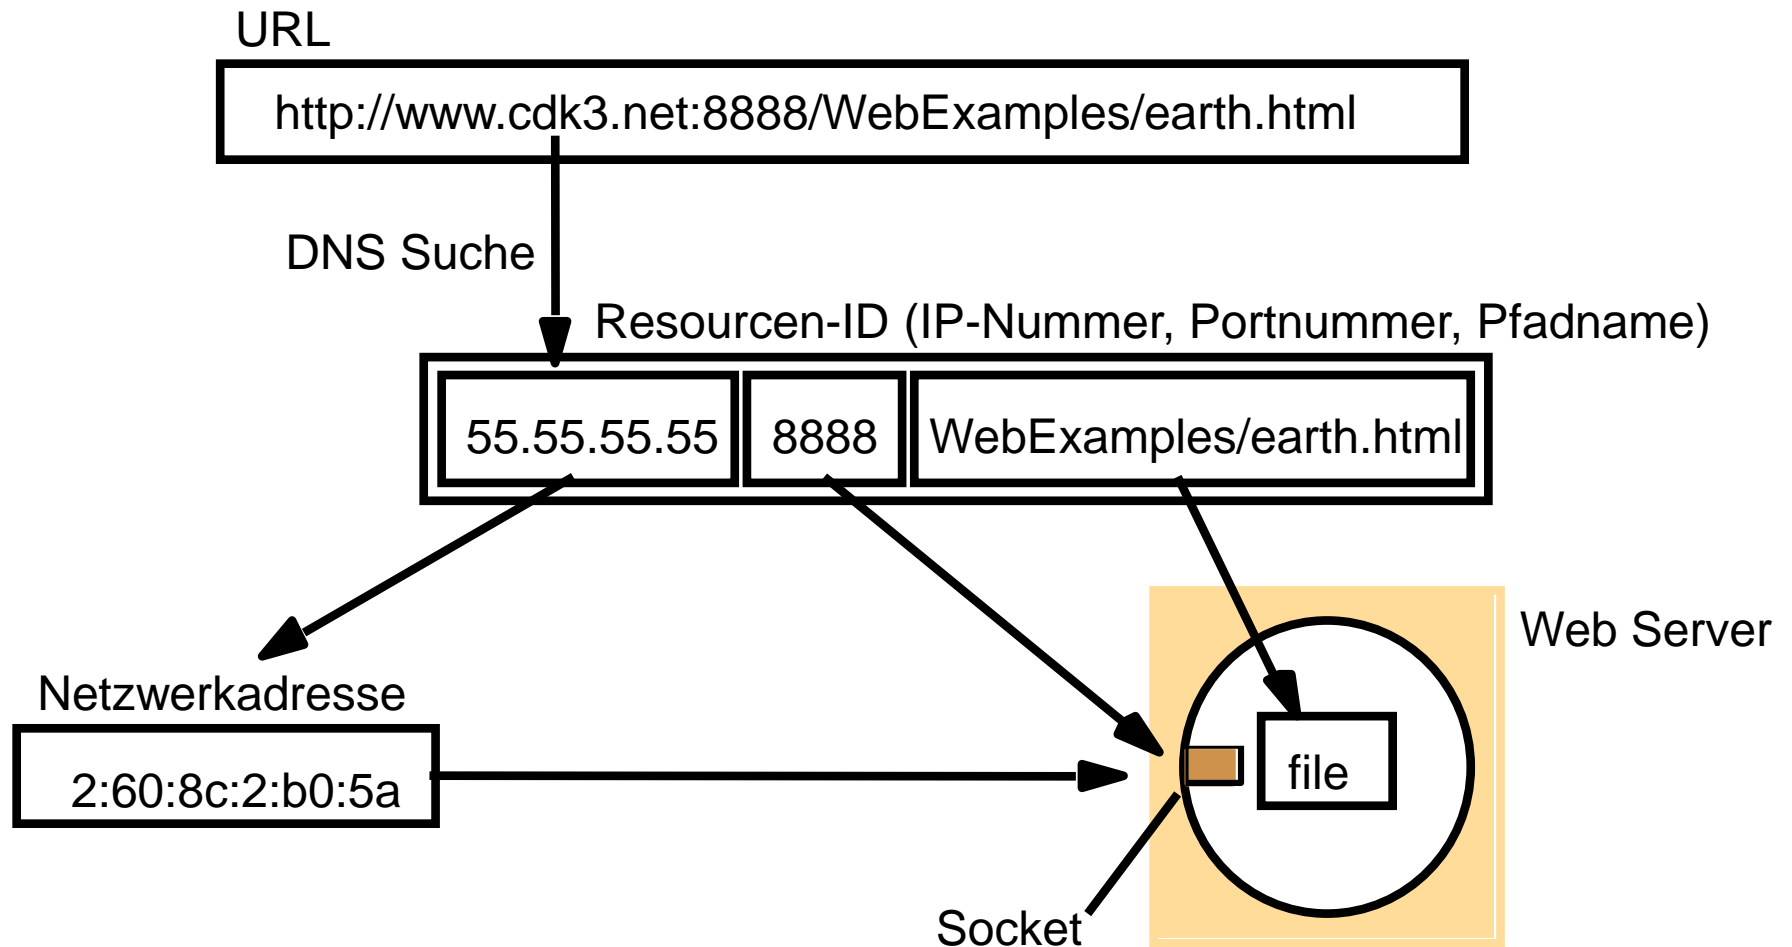 URL
http://www.cdk3.net:8888/WebExamples/earth.html
DNS Suche
Resourcen-ID (IP-Nummer, Portnummer, Pfadname)
55.55.55.55 8888 WebExamples/earth.html
Web Server
Netzwerkadresse
2:60:8c:2:b0:5a
file
Socket